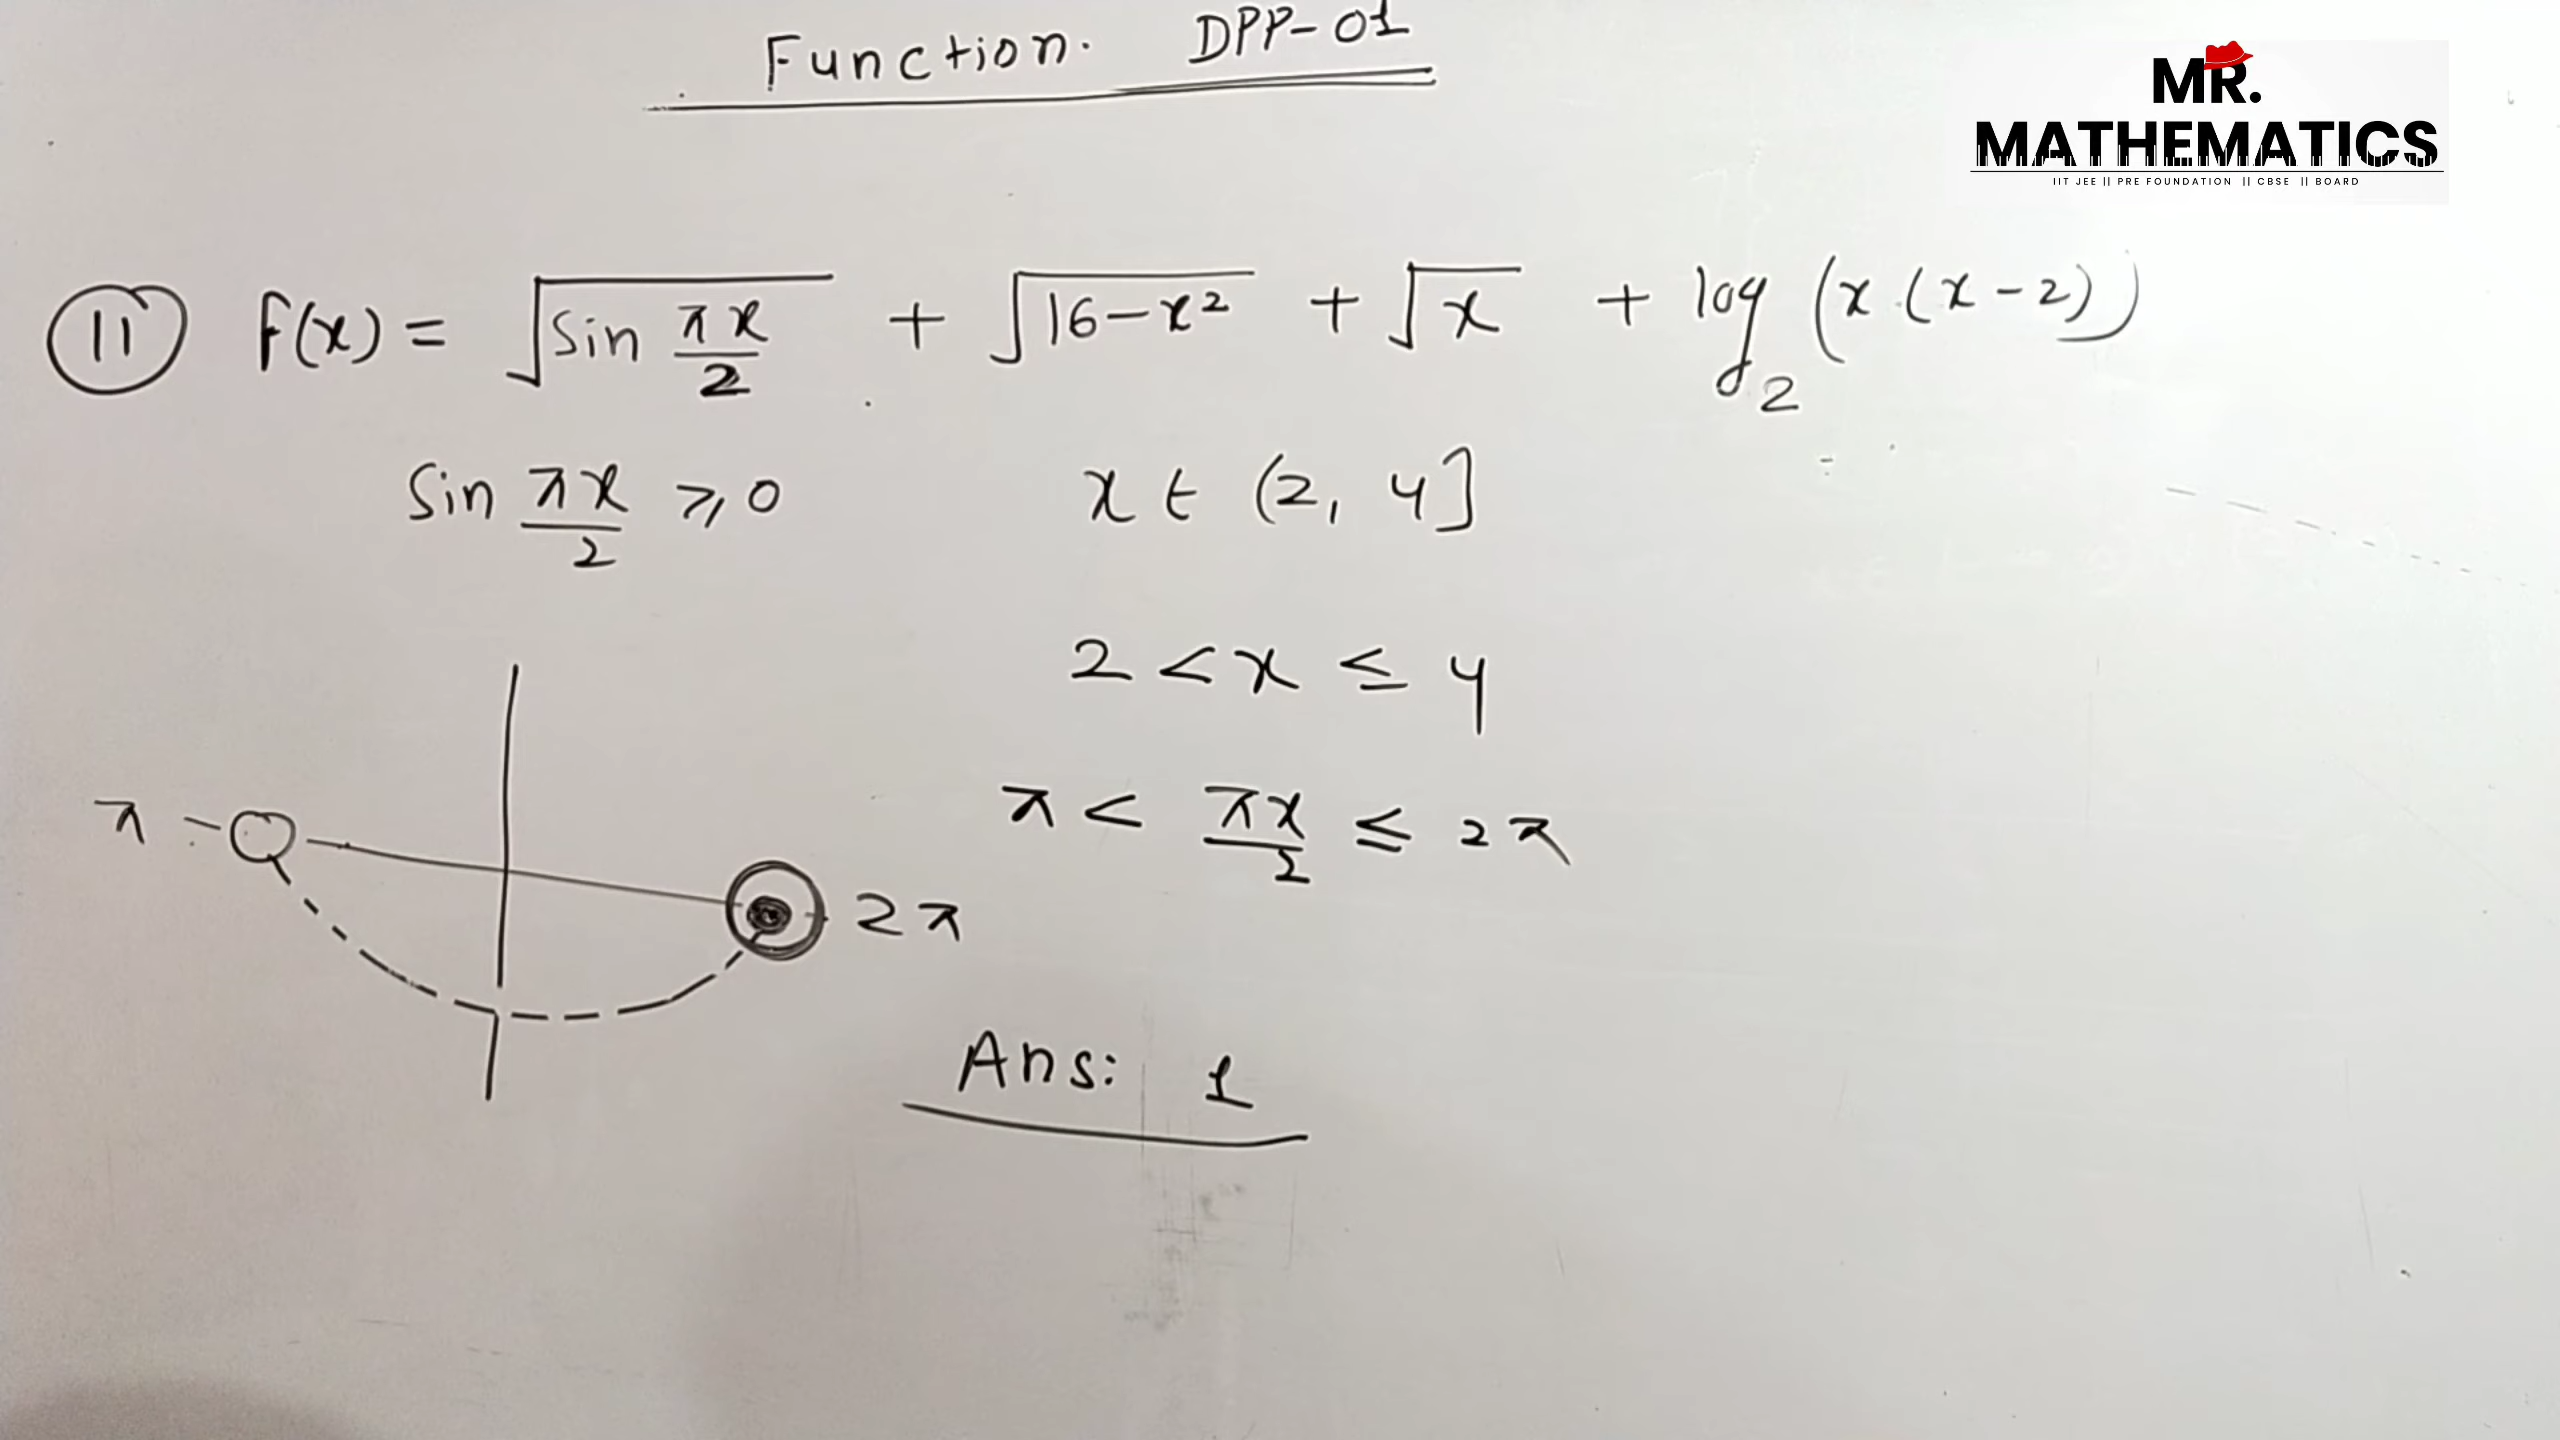 Function. DPP-01
MR.
MATHEMATICS
IIT JEE || PRE FOUNDATION || CBSE || BOARD
11 f(x) = √(sin πx/2) + √(16-x²) + √x + log₂(x(x-2))
Sin πx/2 ⩾ 0 x ∈ (2, 4]
2 < x ≤ 4
π < πx/2 ≤ 2π
π 2π
Ans: 1